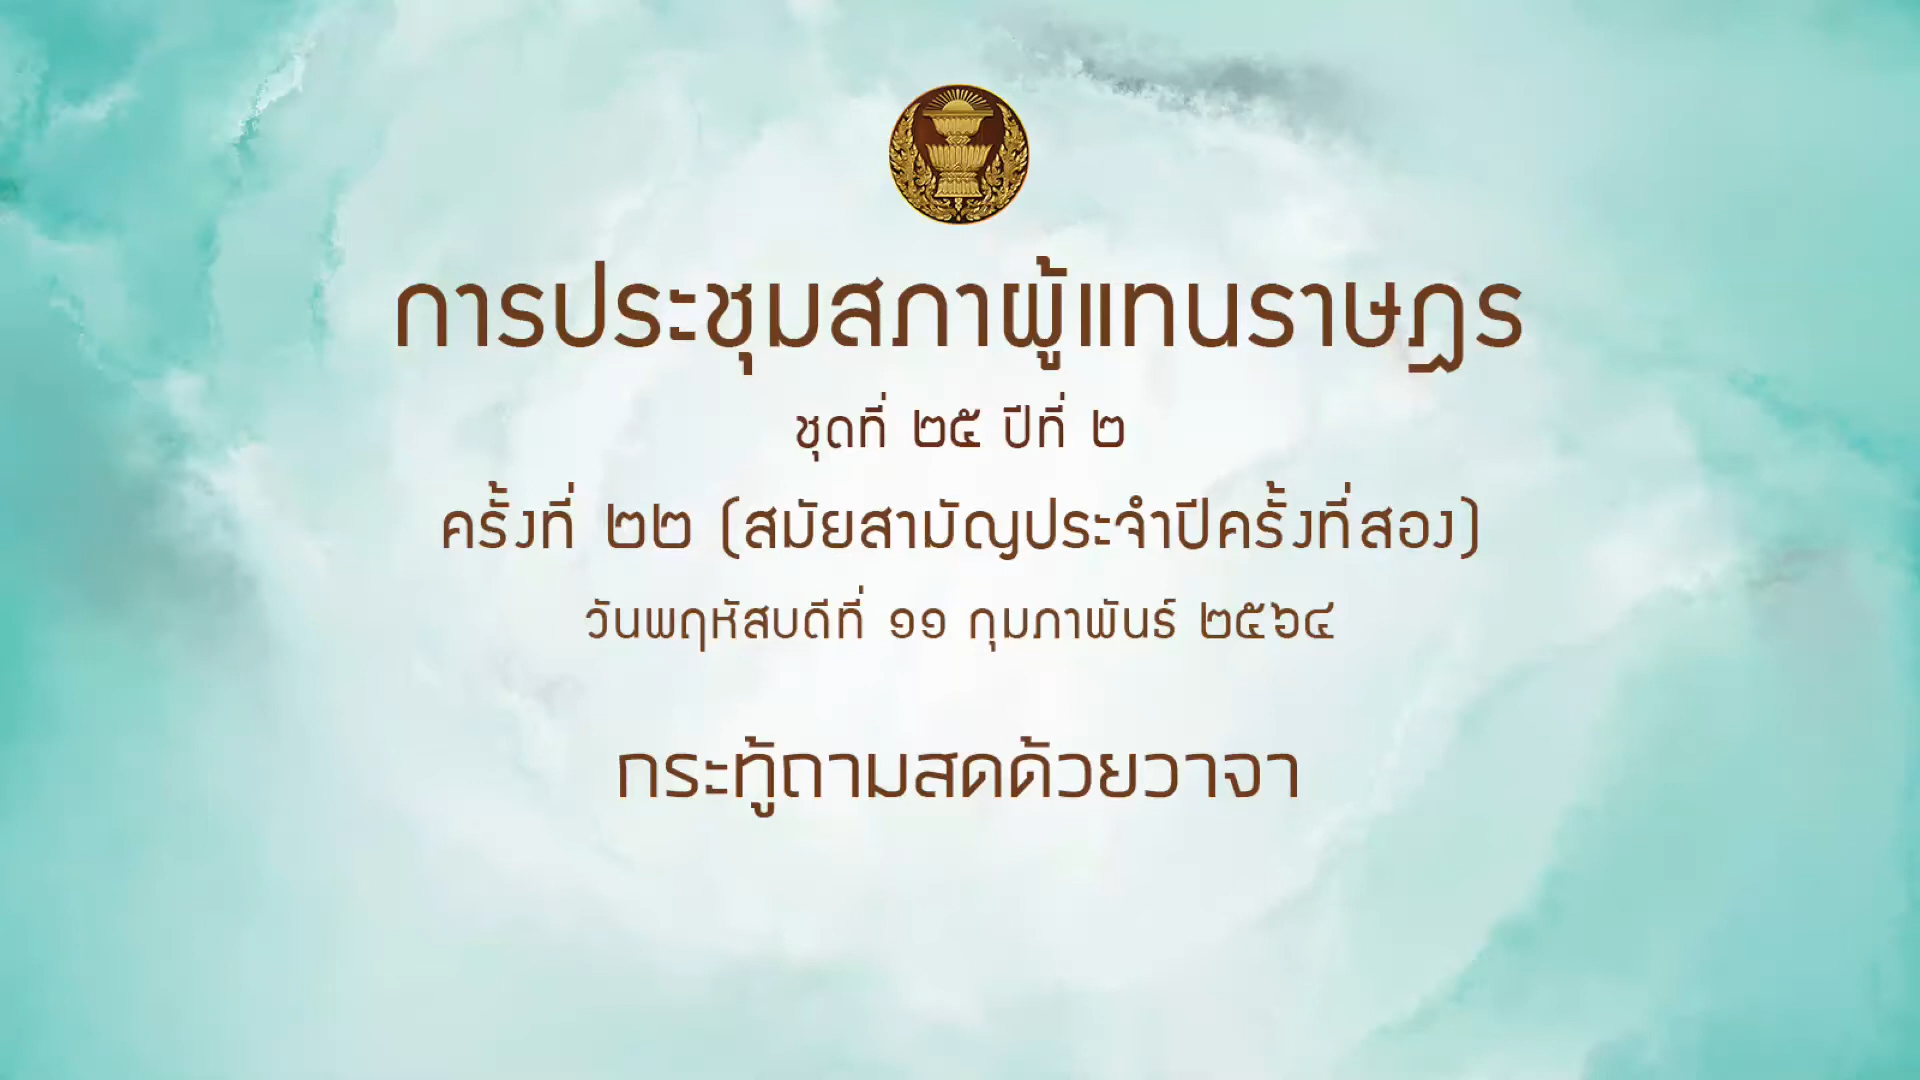 การประชุมสภาผู้แทนราษฎร
ชุดที่ ๒๕ ปีที่ ๒
ครั้งที่ ๒๒ (สมัยสามัญประจำปีครั้งที่สอง)
วันพฤหัสบดีที่ ๑๑ กุมภาพันธ์ ๒๕๖๔
กระทู้ถามสดด้วยวาจา